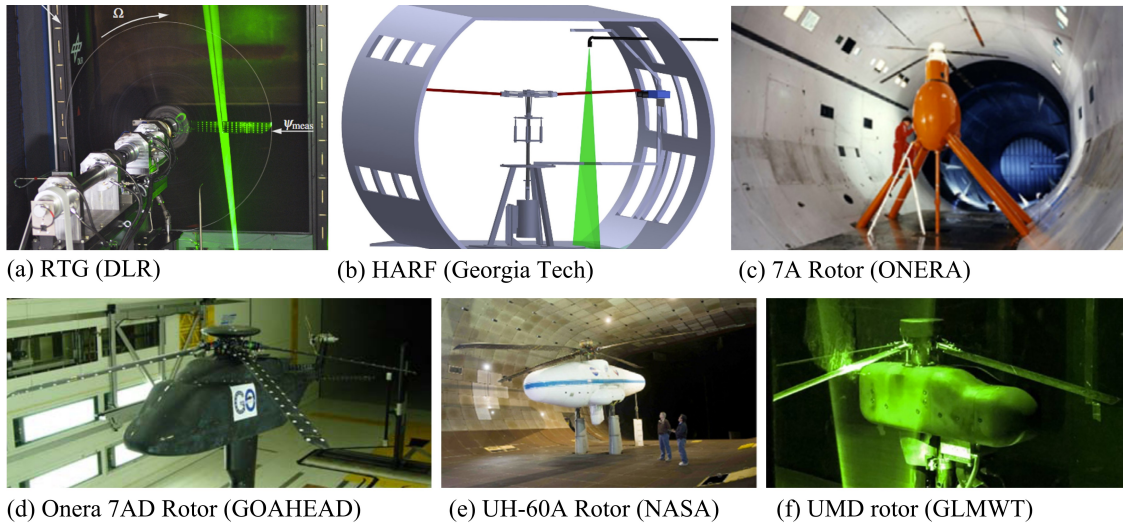 Ω
DLR
ψmeas
(a) RTG (DLR)
(b) HARF (Georgia Tech)
(c) 7A Rotor (ONERA)
GO
(d) Onera 7AD Rotor (GOAHEAD)
(e) UH-60A Rotor (NASA)
(f) UMD rotor (GLMWT)